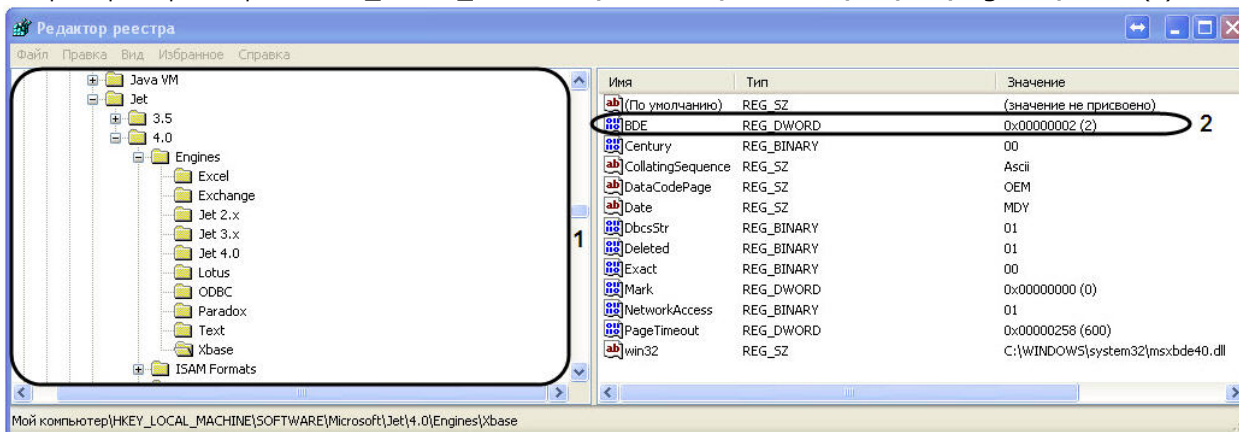 Редактор реестра
Файл Правка Вид Избранное Справка
Java VM
Jet
3.5
4.0
Engines
Excel
Exchange
Jet 2.x
Jet 3.x
Jet 4.0
Lotus
ODBC
Paradox
Text
Xbase
ISAM Formats
1
Имя Тип Значение
(По умолчанию) REG_SZ (значение не присвоено)
BDE REG_DWORD 0x00000002 (2) 2
Century REG_BINARY 00
CollatingSequence REG_SZ Ascii
DataCodePage REG_SZ OEM
Date REG_SZ MDY
DbcsStr REG_BINARY 01
Deleted REG_BINARY 01
Exact REG_BINARY 00
Mark REG_DWORD 0x00000000 (0)
NetworkAccess REG_BINARY 01
PageTimeout REG_DWORD 0x00000258 (600)
win32 REG_SZ C:\WINDOWS\system32\msxbde40.dll
Мой компьютер\HKEY_LOCAL_MACHINE\SOFTWARE\Microsoft\Jet\4.0\Engines\Xbase